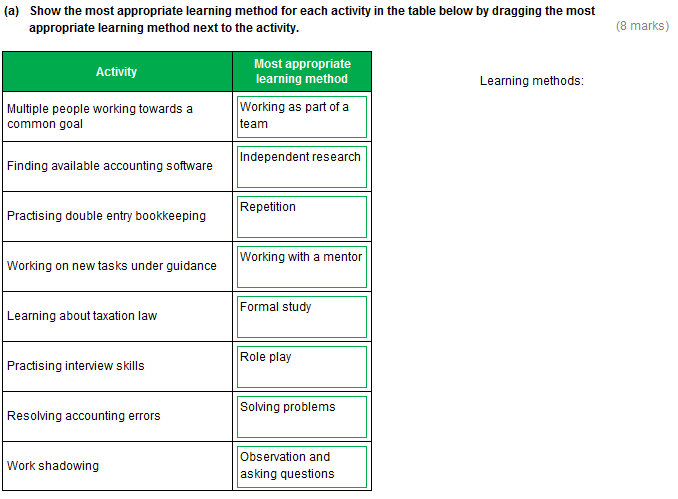 (a) Show the most appropriate learning method for each activity in the table below by dragging the most
appropriate learning method next to the activity.
(8 marks)
Activity
Most appropriate
learning method
Learning methods:
Multiple people working towards a
common goal
Working as part of a
team
Finding available accounting software
Independent research
Practising double entry bookkeeping
Repetition
Working on new tasks under guidance
Working with a mentor
Learning about taxation law
Formal study
Practising interview skills
Role play
Resolving accounting errors
Solving problems
Work shadowing
Observation and
asking questions